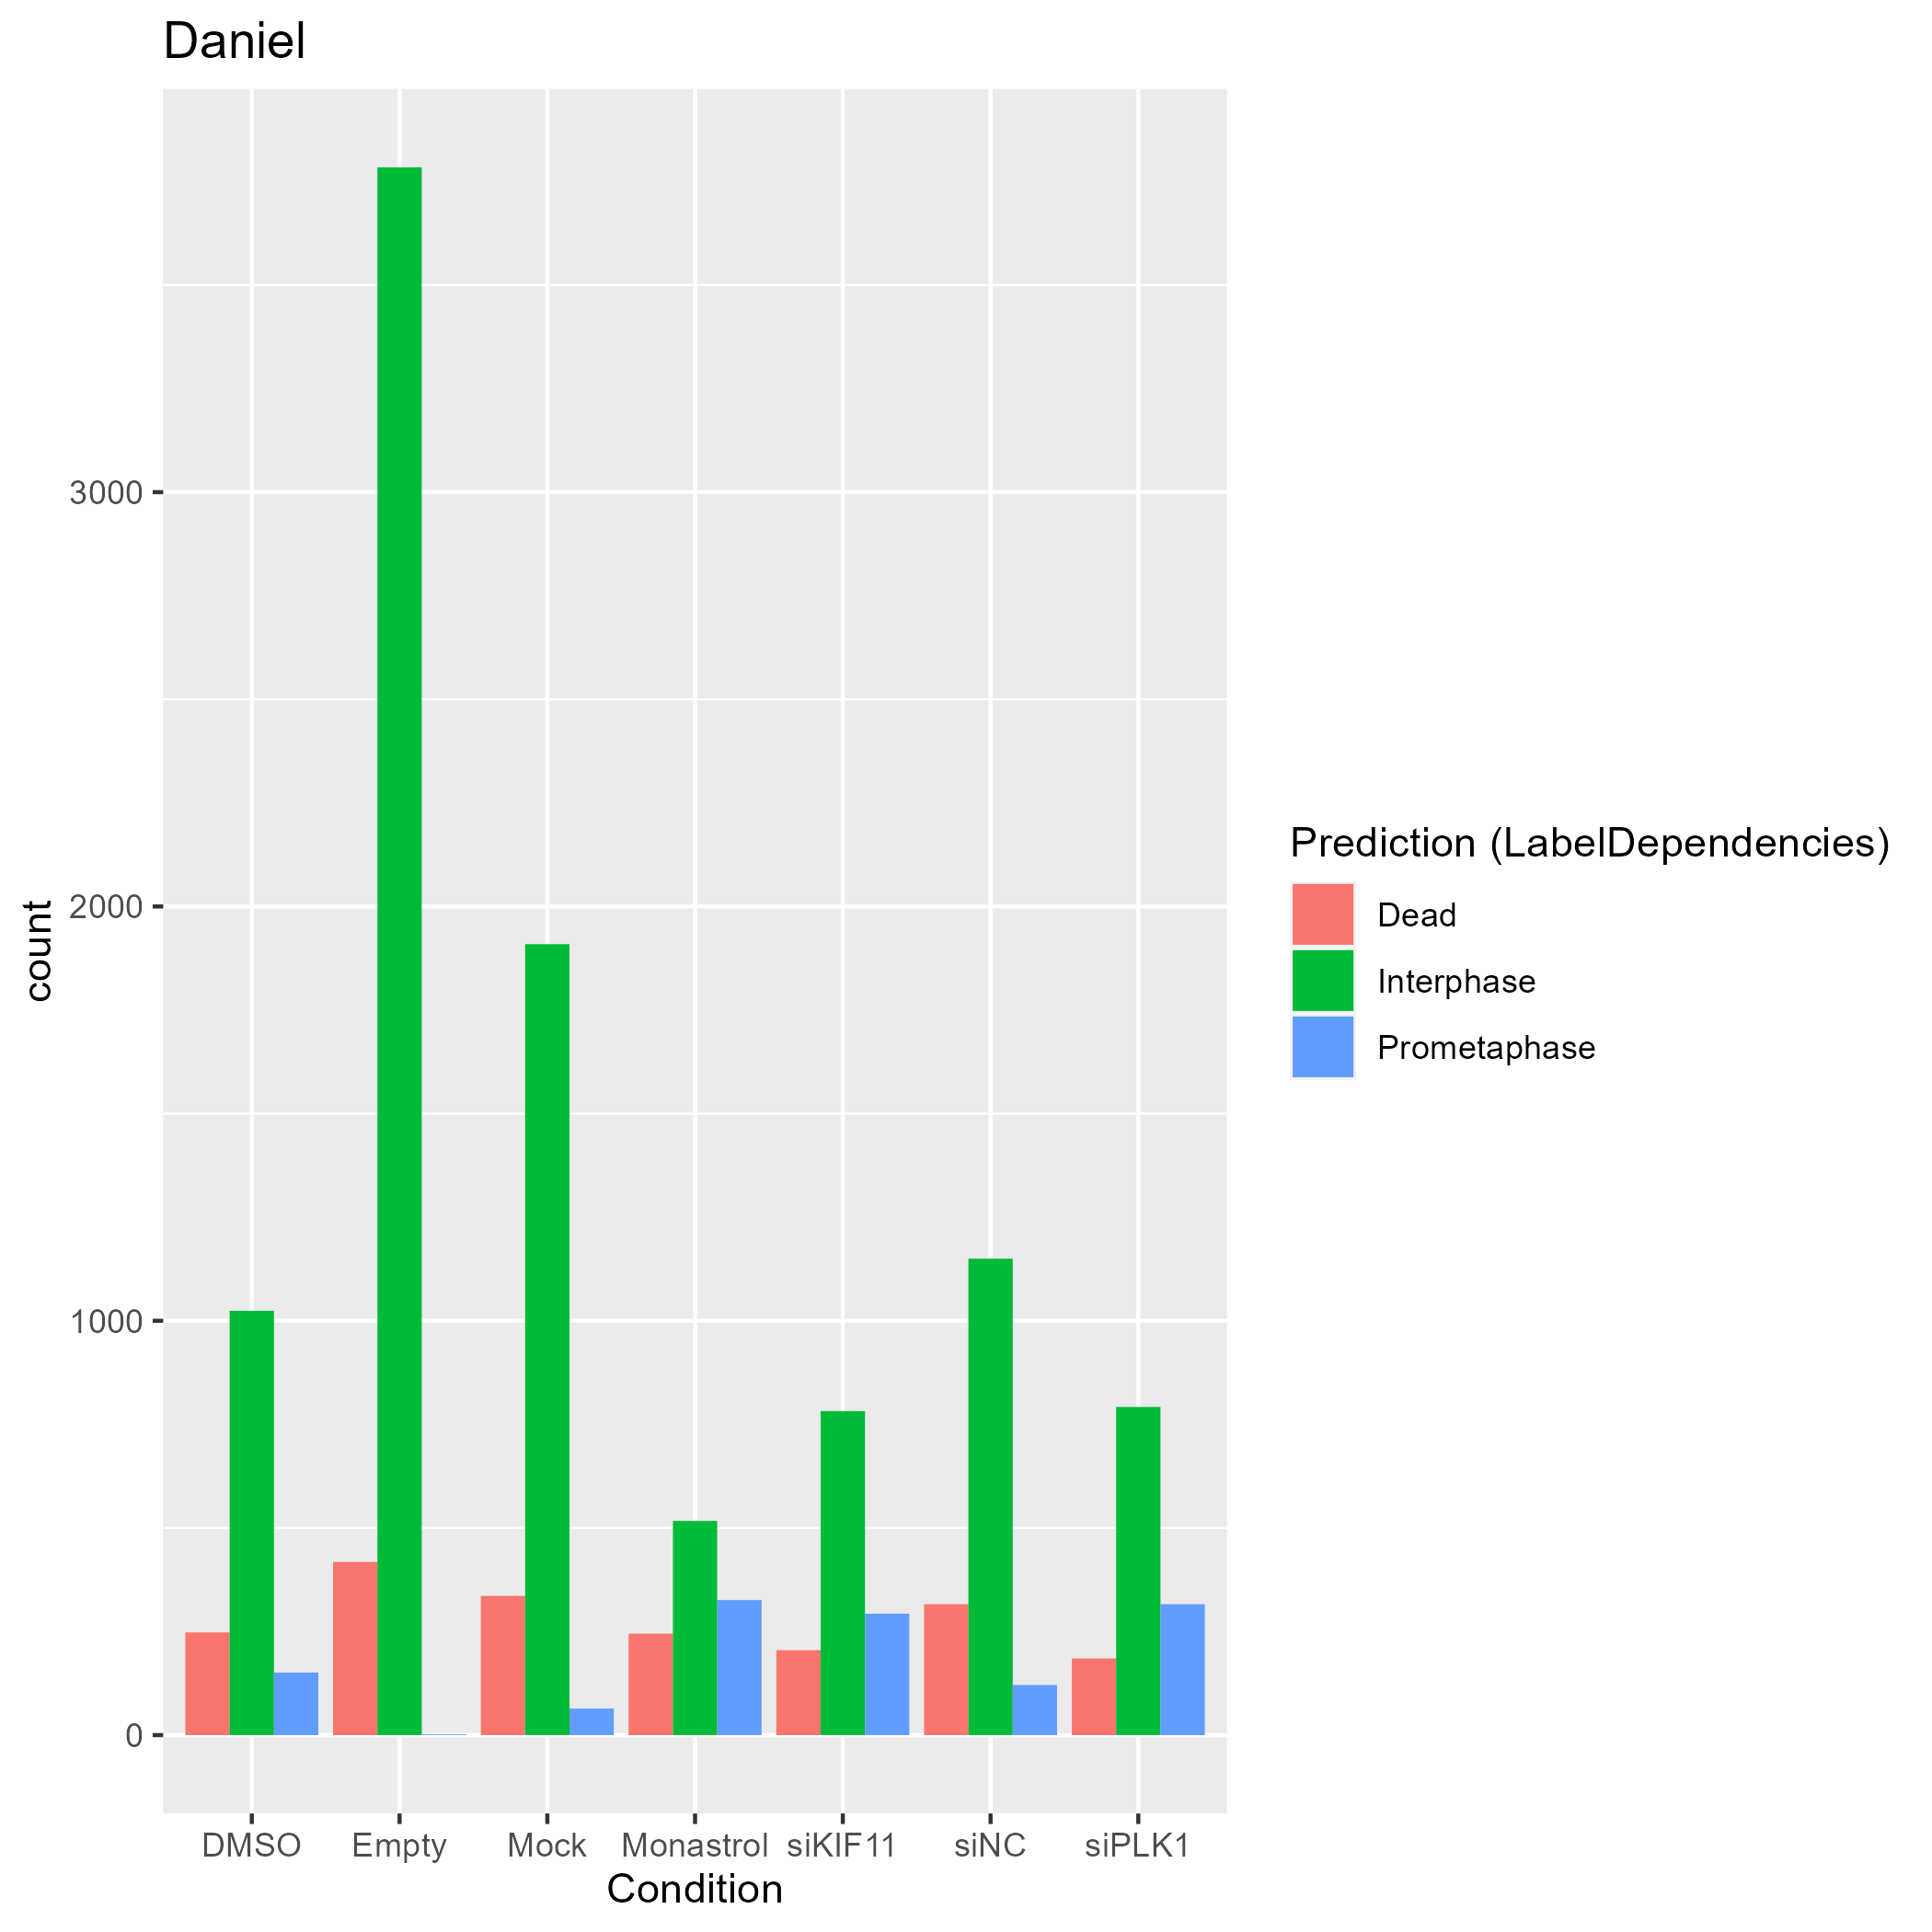 Daniel
3000
2000
1000
0
count
DMSO Empty Mock Monastrol siKIF11 siNC siPLK1
Condition
Prediction (LabelDependencies)
Dead
Interphase
Prometaphase